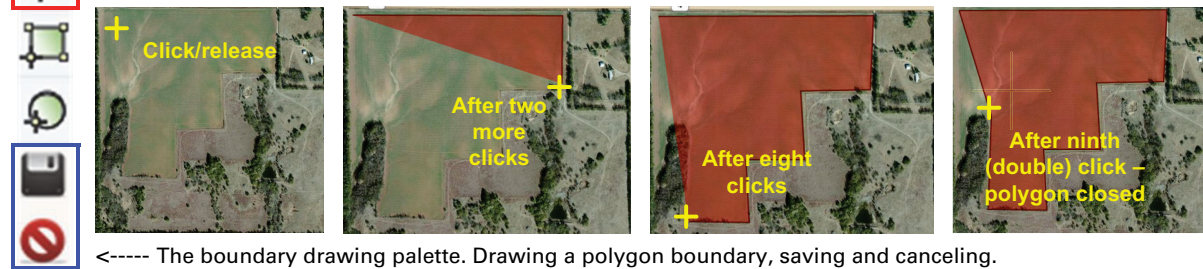 Click/release
After two
more
clicks
After eight
clicks
After ninth
(double) click –
polygon closed
<----- The boundary drawing palette. Drawing a polygon boundary, saving and canceling.